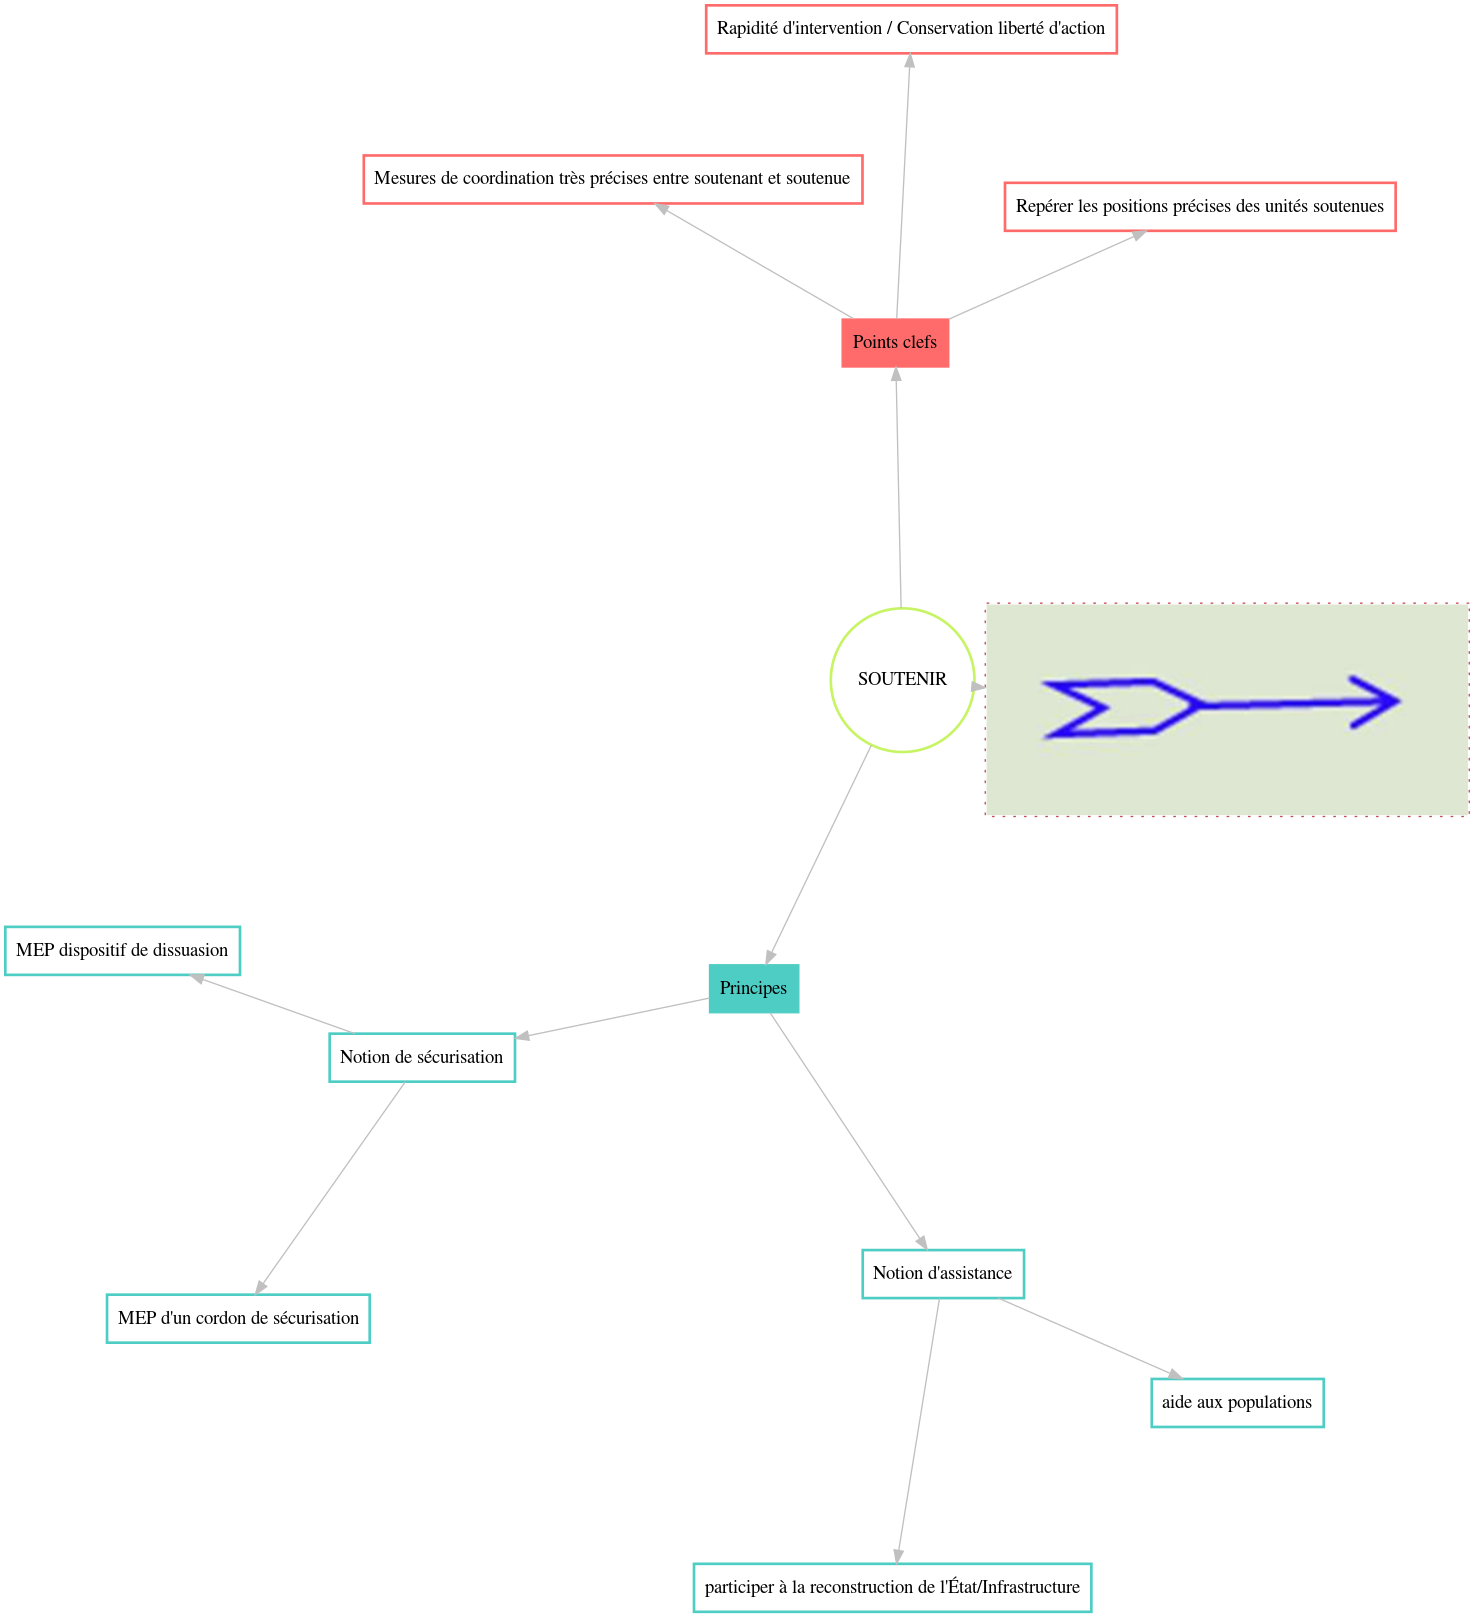 Rapidité d'intervention / Conservation liberté d'action
Mesures de coordination très précises entre soutenant et soutenue
Repérer les positions précises des unités soutenues
Points clefs
SOUTENIR
MEP dispositif de dissuasion
Principes
Notion de sécurisation
Notion d'assistance
MEP d'un cordon de sécurisation
aide aux populations
participer à la reconstruction de l'État/Infrastructure